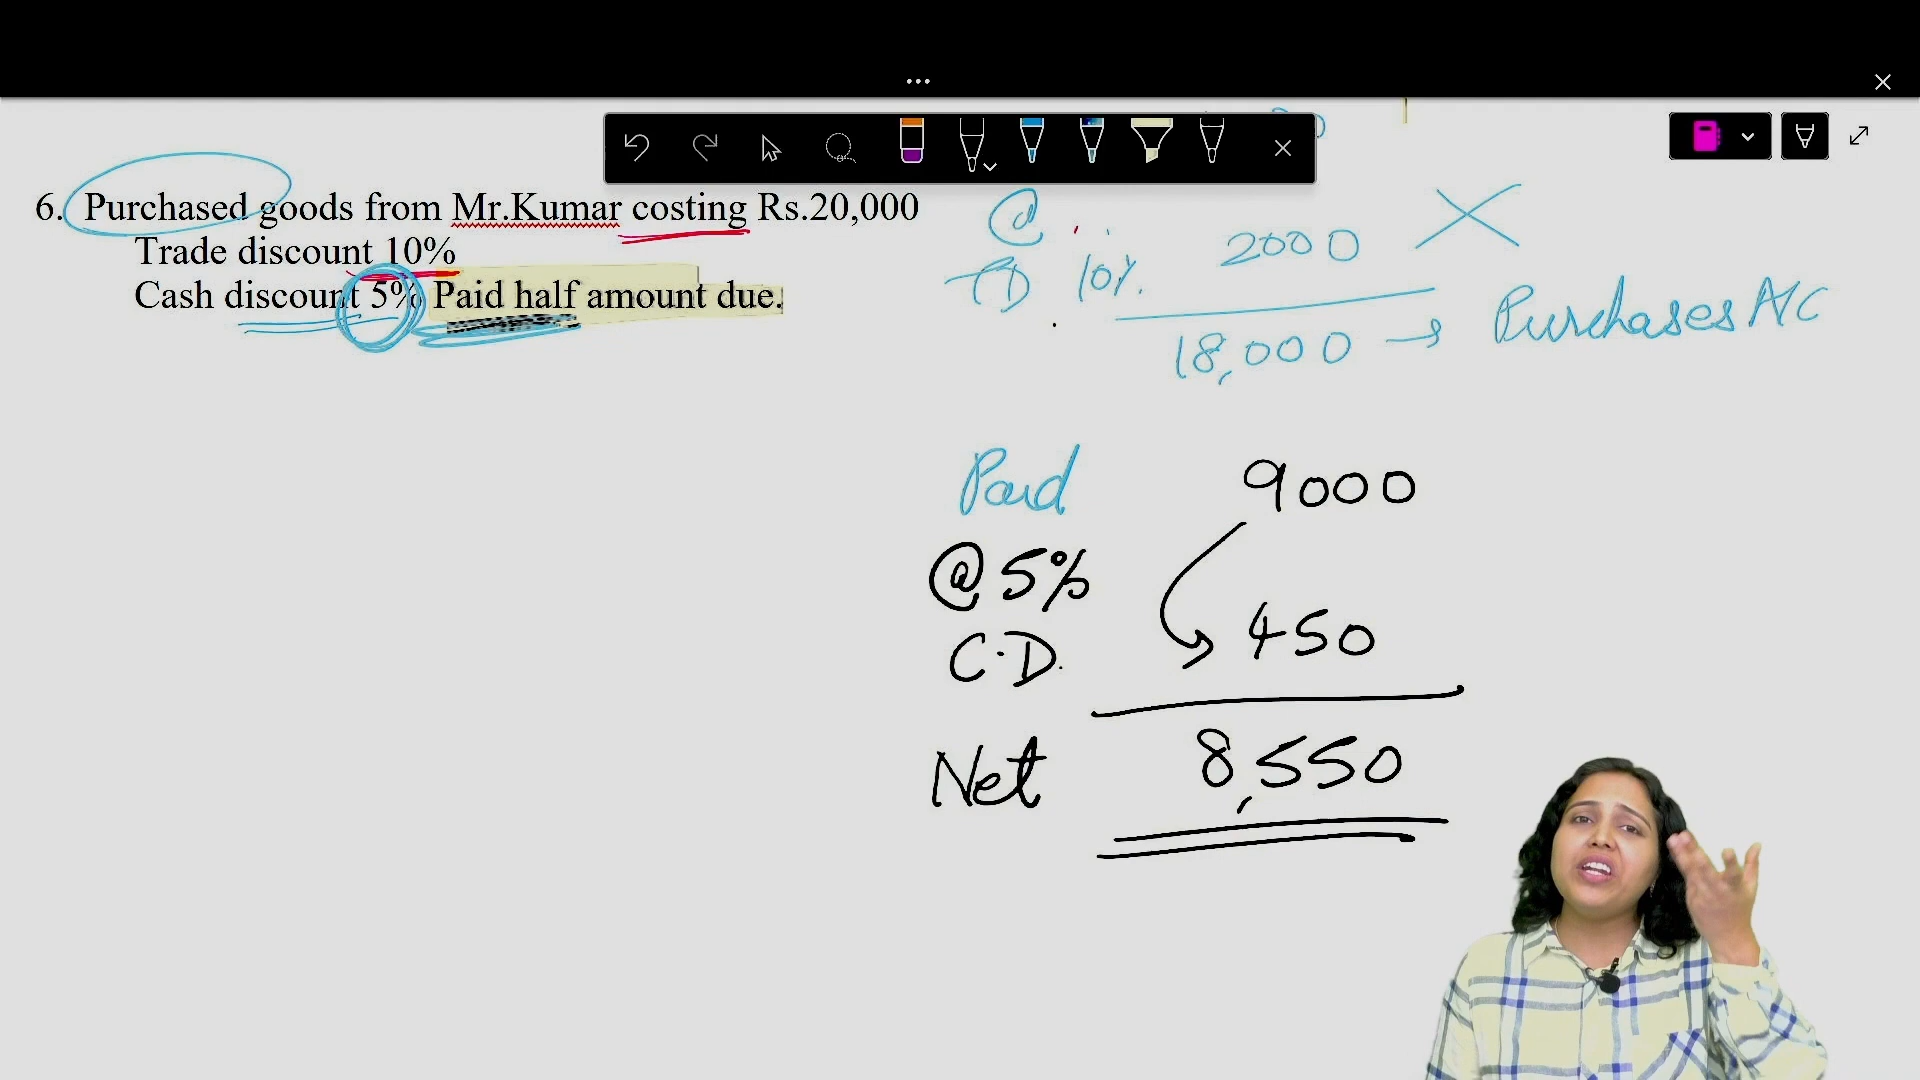 6. Purchased goods from Mr.Kumar costing Rs.20,000
Trade discount 10%
Cash discount 5% Paid half amount due.
@
TD 10%. 2000
18,000 → Purchases A/C
Paid 9000
@ 5%
C.D. 450
Net 8,550